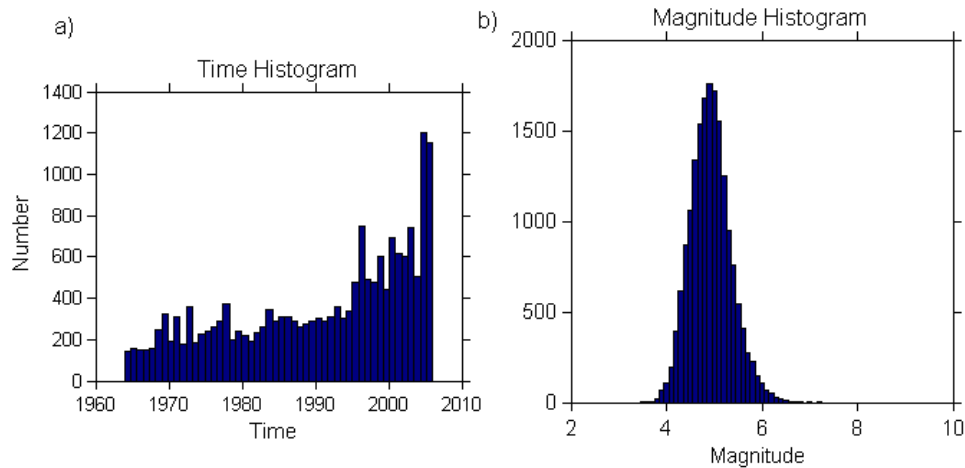 a)
Time Histogram
1400
1200
1000
800
600
400
200
0
Number
1960 1970 1980 1990 2000 2010
Time
b)
Magnitude Histogram
2000
1500
1000
500
0
2 4 6 8 10
Magnitude